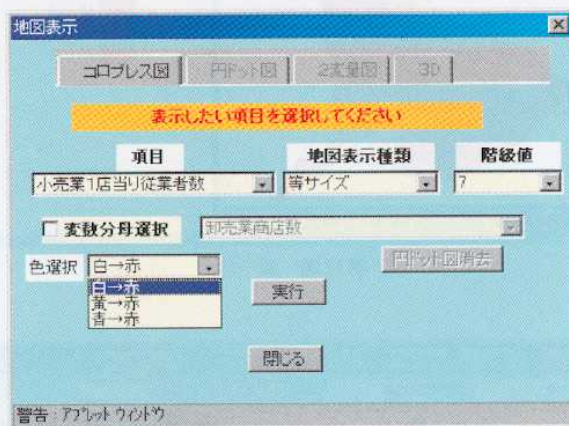 地図表示
コロプレス図 円ドット図 2変量図 3D
表示したい項目を選択してください
項目 地図表示種類 階級値
小売業1店当り従業者数 等サイズ 7
変数分母選択 卸売業商店数
色選択 白→赤 円ドット図消去
白→赤
黄→赤
青→赤
実行
閉じる
警告 : アプレット ウィンドウ